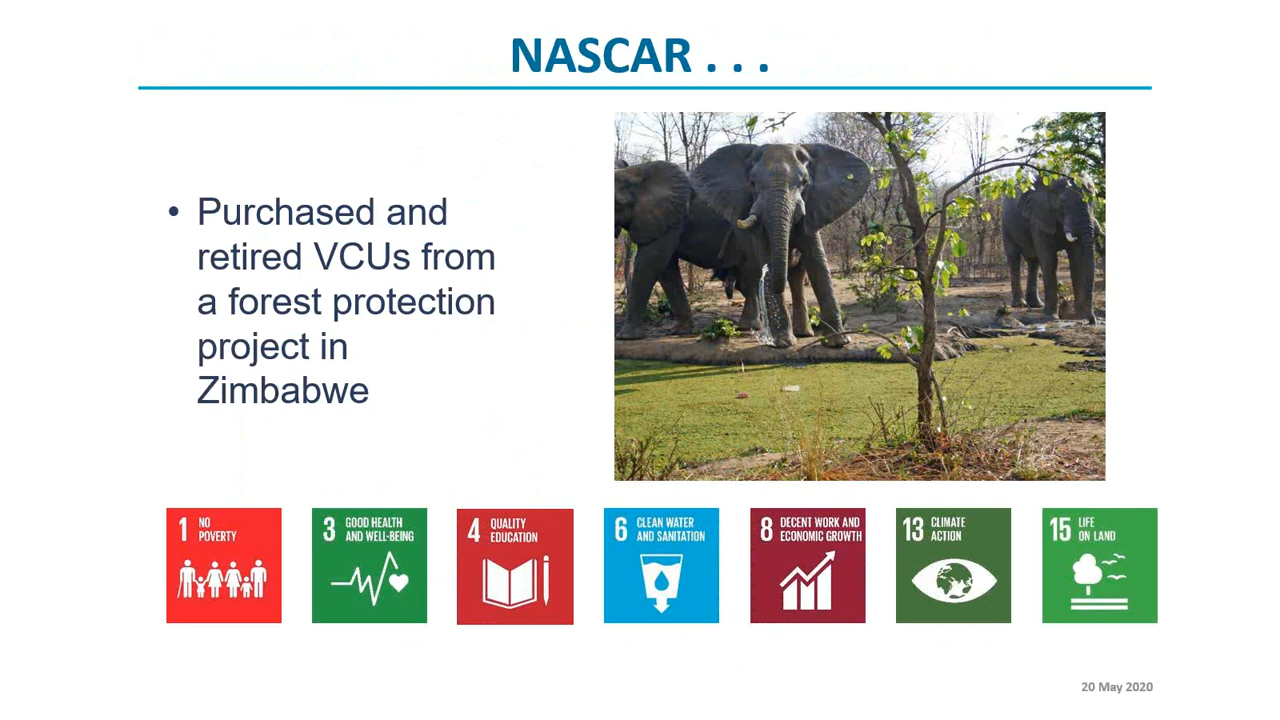 NASCAR . . .
• Purchased and
retired VCUs from
a forest protection
project in
Zimbabwe
1 NO
POVERTY
3 GOOD HEALTH
AND WELL-BEING
4 QUALITY
EDUCATION
6 CLEAN WATER
AND SANITATION
8 DECENT WORK AND
ECONOMIC GROWTH
13 CLIMATE
ACTION
15 LIFE
ON LAND
20 May 2020